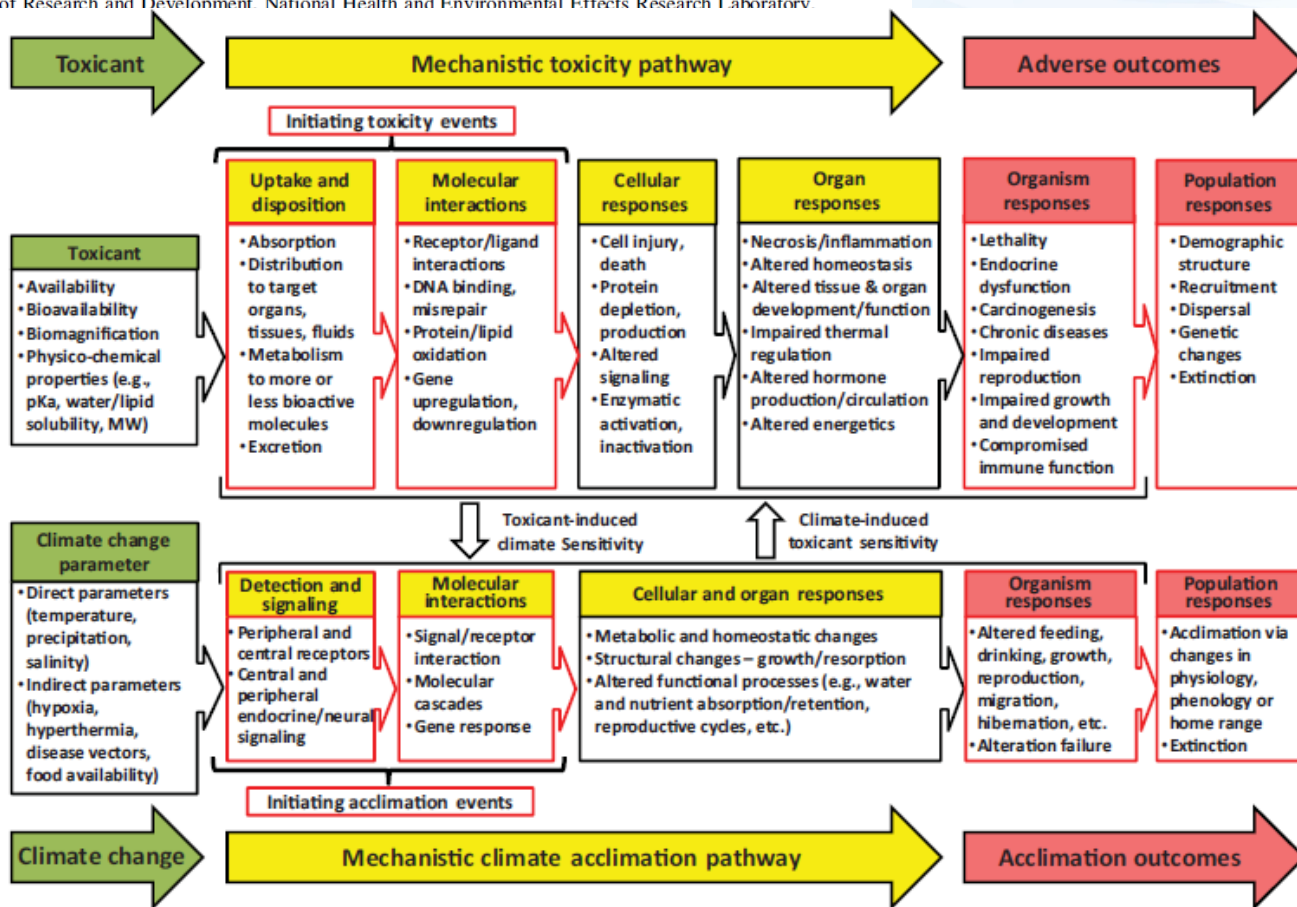 of Research and Development, National Health and Environmental Effects Research Laboratory,
Toxicant
Mechanistic toxicity pathway
Adverse outcomes
Initiating toxicity events
Toxicant
• Availability
• Bioavailability
• Biomagnification
• Physico-chemical
properties (e.g.,
pKa, water/lipid
solubility, MW)
Uptake and
disposition
• Absorption
• Distribution
to target
organs,
tissues, fluids
• Metabolism
to more or
less bioactive
molecules
• Excretion
Molecular
interactions
• Receptor/ligand
interactions
• DNA binding,
misrepair
• Protein/lipid
oxidation
• Gene
upregulation,
downregulation
Cellular
responses
• Cell injury,
death
• Protein
depletion,
production
• Altered
signaling
• Enzymatic
activation,
inactivation
Organ
responses
• Necrosis/inflammation
• Altered homeostasis
• Altered tissue & organ
development/function
• Impaired thermal
regulation
• Altered hormone
production/circulation
• Altered energetics
Organism
responses
• Lethality
• Endocrine
dysfunction
• Carcinogenesis
• Chronic diseases
• Impaired
reproduction
• Impaired growth
and development
• Compromised
immune function
Population
responses
• Demographic
structure
• Recruitment
• Dispersal
• Genetic
changes
• Extinction
Toxicant-induced
climate Sensitivity
Climate-induced
toxicant sensitivity
Climate change
parameter
• Direct parameters
(temperature,
precipitation,
salinity)
• Indirect parameters
(hypoxia,
hyperthermia,
disease vectors,
food availability)
Detection and
signaling
• Peripheral and
central receptors
• Central and
peripheral
endocrine/neural
signaling
Molecular
interactions
• Signal/receptor
interaction
• Molecular
cascades
• Gene response
Cellular and organ responses
• Metabolic and homeostatic changes
• Structural changes – growth/resorption
• Altered functional processes (e.g., water
and nutrient absorption/retention,
reproductive cycles, etc.)
Organism
responses
• Altered feeding,
drinking, growth,
reproduction,
migration,
hibernation, etc.
• Alteration failure
Population
responses
• Acclimation via
changes in
physiology,
phenology or
home range
• Extinction
Initiating acclimation events
Climate change
Mechanistic climate acclimation pathway
Acclimation outcomes